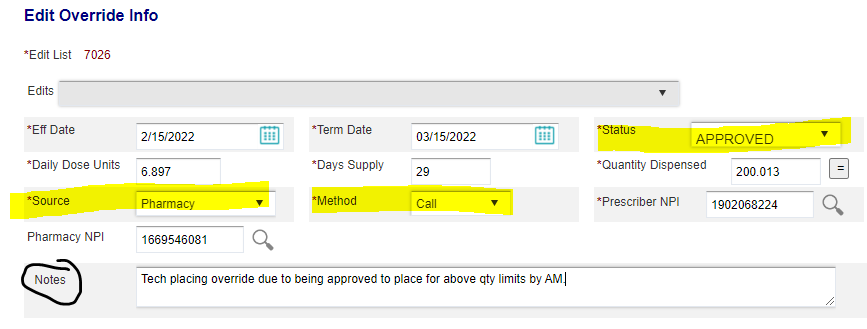 Edit Override Info
*Edit List 7026
Edits
*Eff Date 2/15/2022 *Term Date 03/15/2022 *Status APPROVED
*Daily Dose Units 6.897 *Days Supply 29 *Quantity Dispensed 200.013 =
*Source Pharmacy *Method Call *Prescriber NPI 1902068224
Pharmacy NPI 1669546081
Notes Tech placing override due to being approved to place for above qty limits by AM.